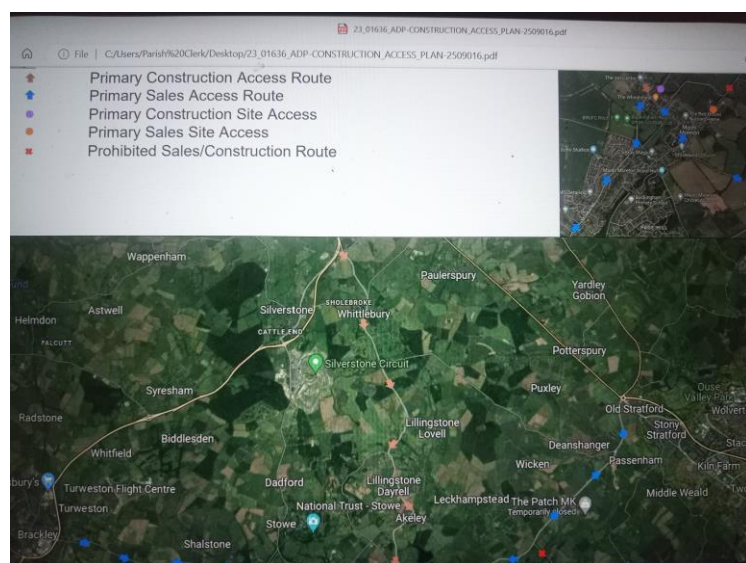 23_01636_ADP-CONSTRUCTION_ACCESS_PLAN-2509016.pdf
File | C:/Users/Parish%20Clerk/Desktop/23_01636_ADP-CONSTRUCTION_ACCESS_PLAN-2509016.pdf
Primary Construction Access Route
Primary Sales Access Route
Primary Construction Site Access
Primary Sales Site Access
Prohibited Sales/Construction Route
Wappenham
Paulerspury
Yardley
Gobion
Helmdon
Astwell
Silverstone
SHOLEBROKE
Whittlebury
FALCUTT
CATTLE END
Silverstone Circuit
Potterspury
Syresham
Puxley
Ouse
Valley Park
Old Stratford
Wolvert
Radstone
Biddlesden
Lillingstone
Lovell
Stony
Stratford
Whitfield
Deanshanger
Wicken
Passenham
Kiln Farm
Turweston Flight Centre
Dadford
Lillingstone
Dayrell
Leckhampstead
The Patch MK
Temporarily closed
Middle Weald
Turweston
National Trust - Stowe
Akeley
Stowe
Brackley
Shalstone